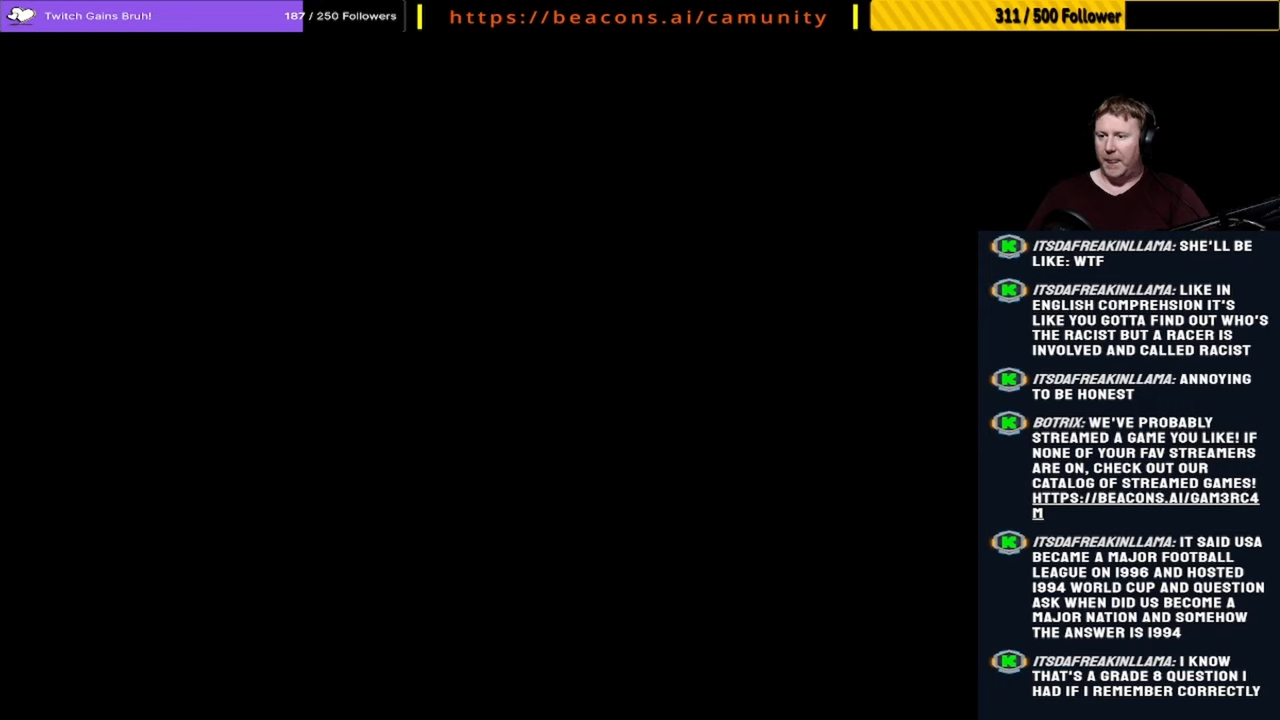 Twitch Gains Bruh!
187 / 250 Followers
https://beacons.ai/camunity
311 / 500 Follower
ITSDAFREAKINLLAMA: SHE'LL BE
LIKE: WTF
ITSDAFREAKINLLAMA: LIKE IN
ENGLISH COMPREHSION IT'S
LIKE YOU GOTTA FIND OUT WHO'S
THE RACIST BUT A RACER IS
INVOLVED AND CALLED RACIST
ITSDAFREAKINLLAMA: ANNOYING
TO BE HONEST
BOTRIX: WE'VE PROBABLY
STREAMED A GAME YOU LIKE! IF
NONE OF YOUR FAV STREAMERS
ARE ON, CHECK OUT OUR
CATALOG OF STREAMED GAMES!
HTTPS://BEACONS.AI/GAM3RC4
M
ITSDAFREAKINLLAMA: IT SAID USA
BECAME A MAJOR FOOTBALL
LEAGUE ON 1996 AND HOSTED
1994 WORLD CUP AND QUESTION
ASK WHEN DID US BECOME A
MAJOR NATION AND SOMEHOW
THE ANSWER IS 1994
ITSDAFREAKINLLAMA: I KNOW
THAT'S A GRADE 8 QUESTION I
HAD IF I REMEMBER CORRECTLY